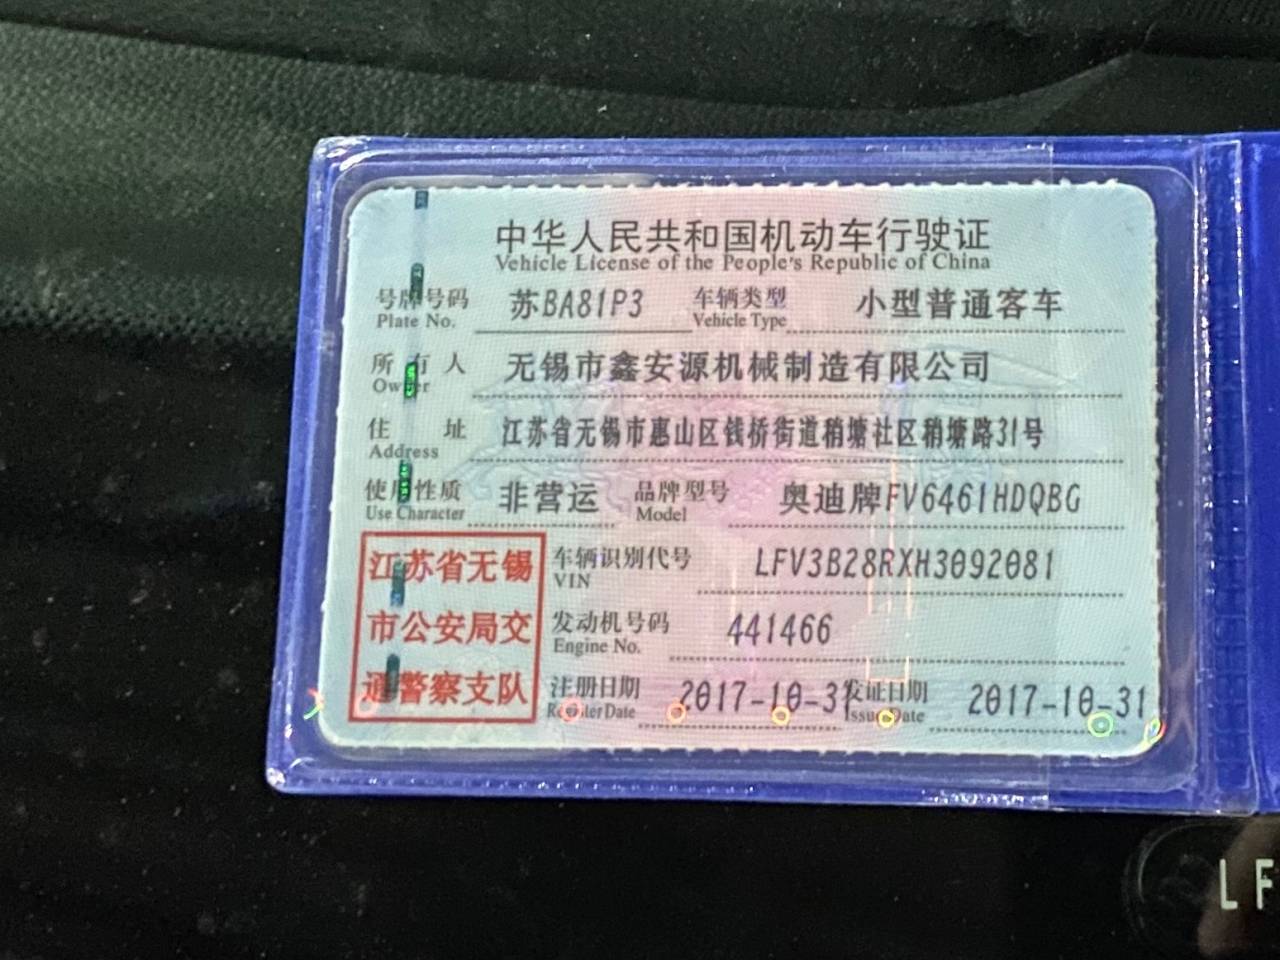 中华人民共和国机动车行驶证
Vehicle License of the People's Republic of China
号牌号码 苏BA81P3 车辆类型 小型普通客车
Plate No. Vehicle Type
所有人 无锡市鑫安源机械制造有限公司
Owner
住址 江苏省无锡市惠山区钱桥街道稍塘社区稍塘路31号
Address
使用性质 非营运 品牌型号 奥迪牌FV6461HDQBG
Use Character Model
江苏省无锡
市公安局交
通警察支队
车辆识别代号 LFV3B28RXH3092081
VIN
发动机号码 441466
Engine No.
注册日期 2017-10-31 发证日期 2017-10-31
Register Date Issue Date
LF